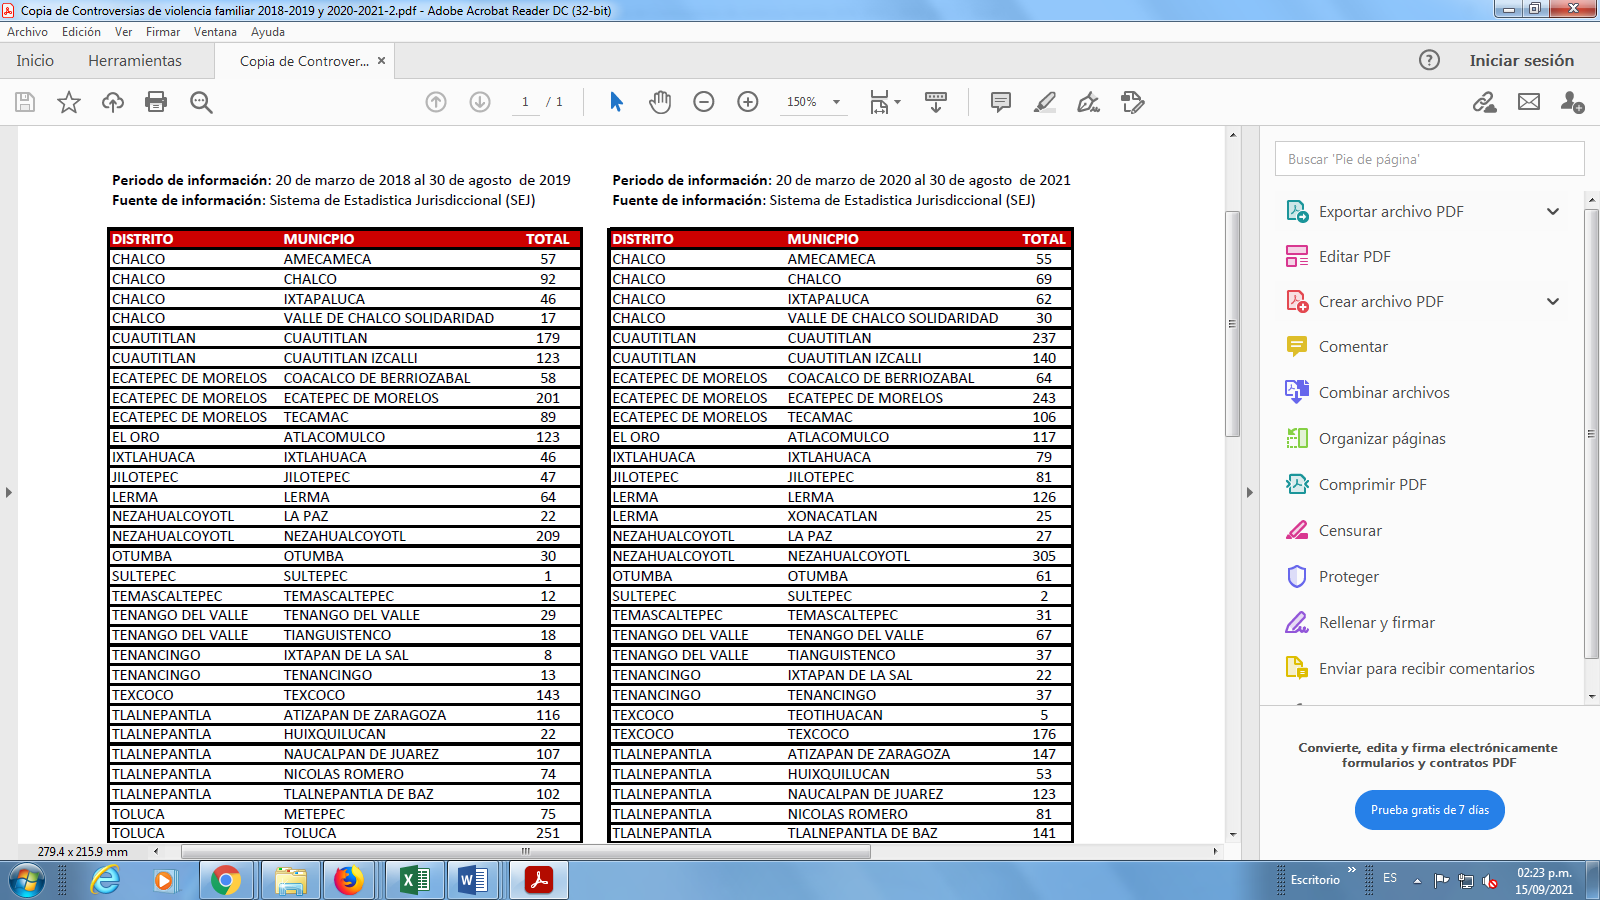 Copia de Controversias de violencia familiar 2018-2019 y 2020-2021-2.pdf - Adobe Acrobat Reader DC (32-bit)
Archivo Edición Ver Firmar Ventana Ayuda
Inicio Herramientas Copia de Controver... × Iniciar sesión
1 / 1 150%
Periodo de información: 20 de marzo de 2018 al 30 de agosto de 2019
Fuente de información: Sistema de Estadistica Jurisdiccional (SEJ)
DISTRITO MUNICPIO TOTAL
CHALCO AMECAMECA 57
CHALCO CHALCO 92
CHALCO IXTAPALUCA 46
CHALCO VALLE DE CHALCO SOLIDARIDAD 17
CUAUTITLAN CUAUTITLAN 179
CUAUTITLAN CUAUTITLAN IZCALLI 123
ECATEPEC DE MORELOS COACALCO DE BERRIOZABAL 58
ECATEPEC DE MORELOS ECATEPEC DE MORELOS 201
ECATEPEC DE MORELOS TECAMAC 89
EL ORO ATLACOMULCO 123
IXTLAHUACA IXTLAHUACA 46
JILOTEPEC JILOTEPEC 47
LERMA LERMA 64
NEZAHUALCOYOTL LA PAZ 22
NEZAHUALCOYOTL NEZAHUALCOYOTL 209
OTUMBA OTUMBA 30
SULTEPEC SULTEPEC 1
TEMASCALTEPEC TEMASCALTEPEC 12
TENANGO DEL VALLE TENANGO DEL VALLE 29
TENANGO DEL VALLE TIANGUISTENCO 18
TENANCINGO IXTAPAN DE LA SAL 8
TENANCINGO TENANCINGO 13
TEXCOCO TEXCOCO 143
TLALNEPANTLA ATIZAPAN DE ZARAGOZA 116
TLALNEPANTLA HUIXQUILUCAN 22
TLALNEPANTLA NAUCALPAN DE JUAREZ 107
TLALNEPANTLA NICOLAS ROMERO 74
TLALNEPANTLA TLALNEPANTLA DE BAZ 102
TOLUCA METEPEC 75
TOLUCA TOLUCA 251
Periodo de información: 20 de marzo de 2020 al 30 de agosto de 2021
Fuente de información: Sistema de Estadistica Jurisdiccional (SEJ)
DISTRITO MUNICPIO TOTAL
CHALCO AMECAMECA 55
CHALCO CHALCO 69
CHALCO IXTAPALUCA 62
CHALCO VALLE DE CHALCO SOLIDARIDAD 30
CUAUTITLAN CUAUTITLAN 237
CUAUTITLAN CUAUTITLAN IZCALLI 140
ECATEPEC DE MORELOS COACALCO DE BERRIOZABAL 64
ECATEPEC DE MORELOS ECATEPEC DE MORELOS 243
ECATEPEC DE MORELOS TECAMAC 106
EL ORO ATLACOMULCO 117
IXTLAHUACA IXTLAHUACA 79
JILOTEPEC JILOTEPEC 81
LERMA LERMA 126
LERMA XONACATLAN 25
NEZAHUALCOYOTL LA PAZ 27
NEZAHUALCOYOTL NEZAHUALCOYOTL 305
OTUMBA OTUMBA 61
SULTEPEC SULTEPEC 2
TEMASCALTEPEC TEMASCALTEPEC 31
TENANGO DEL VALLE TENANGO DEL VALLE 67
TENANGO DEL VALLE TIANGUISTENCO 37
TENANCINGO IXTAPAN DE LA SAL 22
TENANCINGO TENANCINGO 37
TEXCOCO TEOTIHUACAN 5
TEXCOCO TEXCOCO 176
TLALNEPANTLA ATIZAPAN DE ZARAGOZA 147
TLALNEPANTLA HUIXQUILUCAN 53
TLALNEPANTLA NAUCALPAN DE JUAREZ 123
TLALNEPANTLA NICOLAS ROMERO 81
TLALNEPANTLA TLALNEPANTLA DE BAZ 141
279.4 x 215.9 mm
Buscar 'Pie de página'
Exportar archivo PDF
Editar PDF
Crear archivo PDF
Comentar
Combinar archivos
Organizar páginas
Comprimir PDF
Censurar
Proteger
Rellenar y firmar
Enviar para recibir comentarios
Convierte, edita y firma electrónicamente
formularios y contratos PDF
Prueba gratis de 7 días
Escritorio » ES 02:23 p.m.
15/09/2021